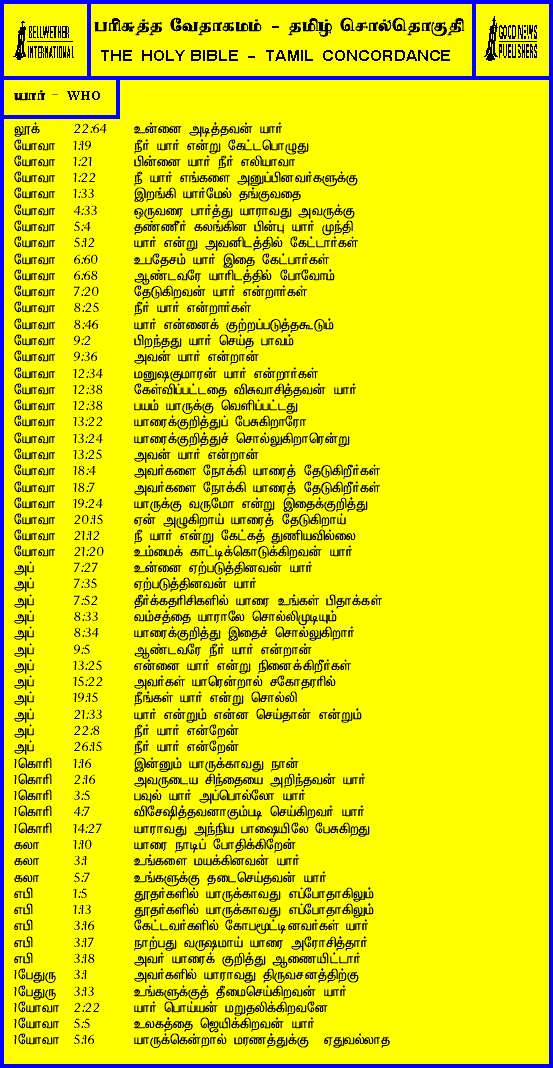 BELLWETHER INTERNATIONAL
பரிசுத்த வேதாகமம் - தமிழ் சொல்தொகுதி
THE HOLY BIBLE - TAMIL CONCORDANCE
GOOD NEWS PUBLISHERS
யார் - WHO
லூக் 22:64 உன்னை அடித்தவன் யார்
யோவா 1:19 நீர் யார் என்று கேட்டபொழுது
யோவா 1:21 பின்னை யார் நீர் எலியாவா
யோவா 1:22 நீ யார் எங்களை அனுப்பினவர்களுக்கு
யோவா 1:33 இறங்கி யார்மேல் தங்குவதை
யோவா 4:33 ஒருவரை பார்த்து யாராவது அவருக்கு
யோவா 5:4 தண்ணீர் கலங்கின பின்பு யார் முந்தி
யோவா 5:12 யார் என்று அவனிடத்தில் கேட்டார்கள்
யோவா 6:60 உபதேசம் யார் இதை கேட்பார்கள்
யோவா 6:68 ஆண்டவரே யாரிடத்தில் போவோம்
யோவா 7:20 தேடுகிறவன் யார் என்றார்கள்
யோவா 8:25 நீர் யார் என்றார்கள்
யோவா 8:46 யார் என்னைக் குற்றப்படுத்தகூடும்
யோவா 9:2 பிறந்தது யார் செய்த பாவம்
யோவா 9:36 அவன் யார் என்றான்
யோவா 12:34 மனுஷகுமாரன் யார் என்றார்கள்
யோவா 12:38 கேள்விப்பட்டதை விசுவாசித்தவன் யார்
யோவா 12:38 பயம் யாருக்கு வெளிப்பட்டது
யோவா 13:22 யாரைக்குறித்துப் பேசுகிறாரோ
யோவா 13:24 யாரைக்குறித்துச் சொல்லுகிறாரென்று
யோவா 13:25 அவன் யார் என்றான்
யோவா 18:4 அவர்களை நோக்கி யாரைத் தேடுகிறீர்கள்
யோவா 18:7 அவர்களை நோக்கி யாரைத் தேடுகிறீர்கள்
யோவா 19:24 யாருக்கு வருமோ என்று இதைக்குறித்து
யோவா 20:15 ஏன் அழுகிறாய் யாரைத் தேடுகிறாய்
யோவா 21:12 நீ யார் என்று கேட்கத் துணியவில்லை
யோவா 21:20 உம்மைக் காட்டிக்கொடுக்கிறவன் யார்
அப் 7:27 உன்னை ஏற்படுத்தினவன் யார்
அப் 7:35 ஏற்படுத்தினவன் யார்
அப் 7:52 தீர்க்கதரிசிகளில் யாரை உங்கள் பிதாக்கள்
அப் 8:33 வம்சத்தை யாராலே சொல்லிமுடியும்
அப் 8:34 யாரைக்குறித்து இதைச் சொல்லுகிறார்
அப் 9:5 ஆண்டவரே நீர் யார் என்றான்
அப் 13:25 என்னை யார் என்று நினைக்கிறீர்கள்
அப் 15:22 அவர்கள் யாரென்றால் சகோதரரில்
அப் 19:15 நீங்கள் யார் என்று சொல்லி
அப் 21:33 யார் என்றும் என்ன செய்தான் என்றும்
அப் 22:8 நீர் யார் என்றேன்
அப் 26:15 நீர் யார் என்றேன்
1கொரி 1:16 இன்னும் யாருக்காவது நான்
1கொரி 2:16 அவருடைய சிந்தையை அறிந்தவன் யார்
1கொரி 3:5 பவுல் யார் அப்பொல்லோ யார்
1கொரி 4:7 விசேஷித்தவனாகும்படி செய்கிறவர் யார்
1கொரி 14:27 யாராவது அந்நிய பாஷையிலே பேசுகிறது
கலா 1:10 யாரை நாடிப் போதிக்கிறேன்
கலா 3:1 உங்களை மயக்கினவன் யார்
கலா 5:7 உங்களுக்கு தடைசெய்தவன் யார்
எபி 1:5 தூதர்களில் யாருக்காவது எப்போதாகிலும்
எபி 1:13 தூதர்களில் யாருக்காவது எப்போதாகிலும்
எபி 3:16 கேட்டவர்களில் கோபமூட்டினவர்கள் யார்
எபி 3:17 நாற்பது வருஷமாய் யாரை அரோசித்தார்
எபி 3:18 அவர் யாரைக் குறித்து ஆணையிட்டார்
1பேதுரு 3:1 அவர்களில் யாராவது திருவசனத்திற்கு
1பேதுரு 3:13 உங்களுக்குத் தீமைசெய்கிறவன் யார்
1யோவா 2:22 யார் பொய்யன் மறுதலிக்கிறவனே
1யோவா 5:5 உலகத்தை ஜெயிக்கிறவன் யார்
1யோவா 5:16 யாருக்கென்றால் மரணத்துக்கு ஏதுவல்லாத